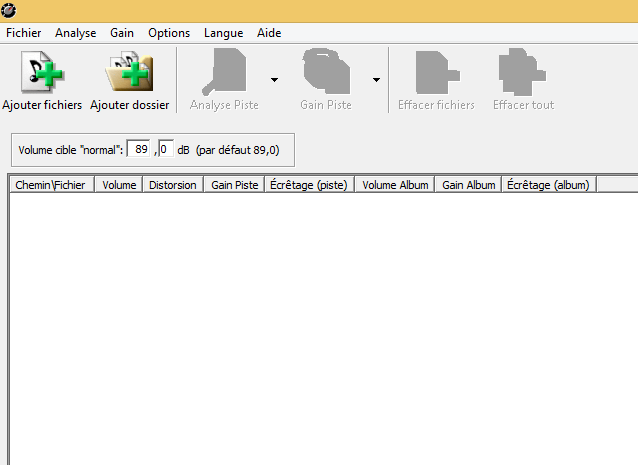 Fichier Analyse Gain Options Langue Aide
Ajouter fichiers Ajouter dossier Analyse Piste Gain Piste Effacer fichiers Effacer tout
Volume cible "normal": 89 ,0 dB (par défaut 89,0)
Chemin\Fichier Volume Distorsion Gain Piste Écrêtage (piste) Volume Album Gain Album Écrêtage (album)